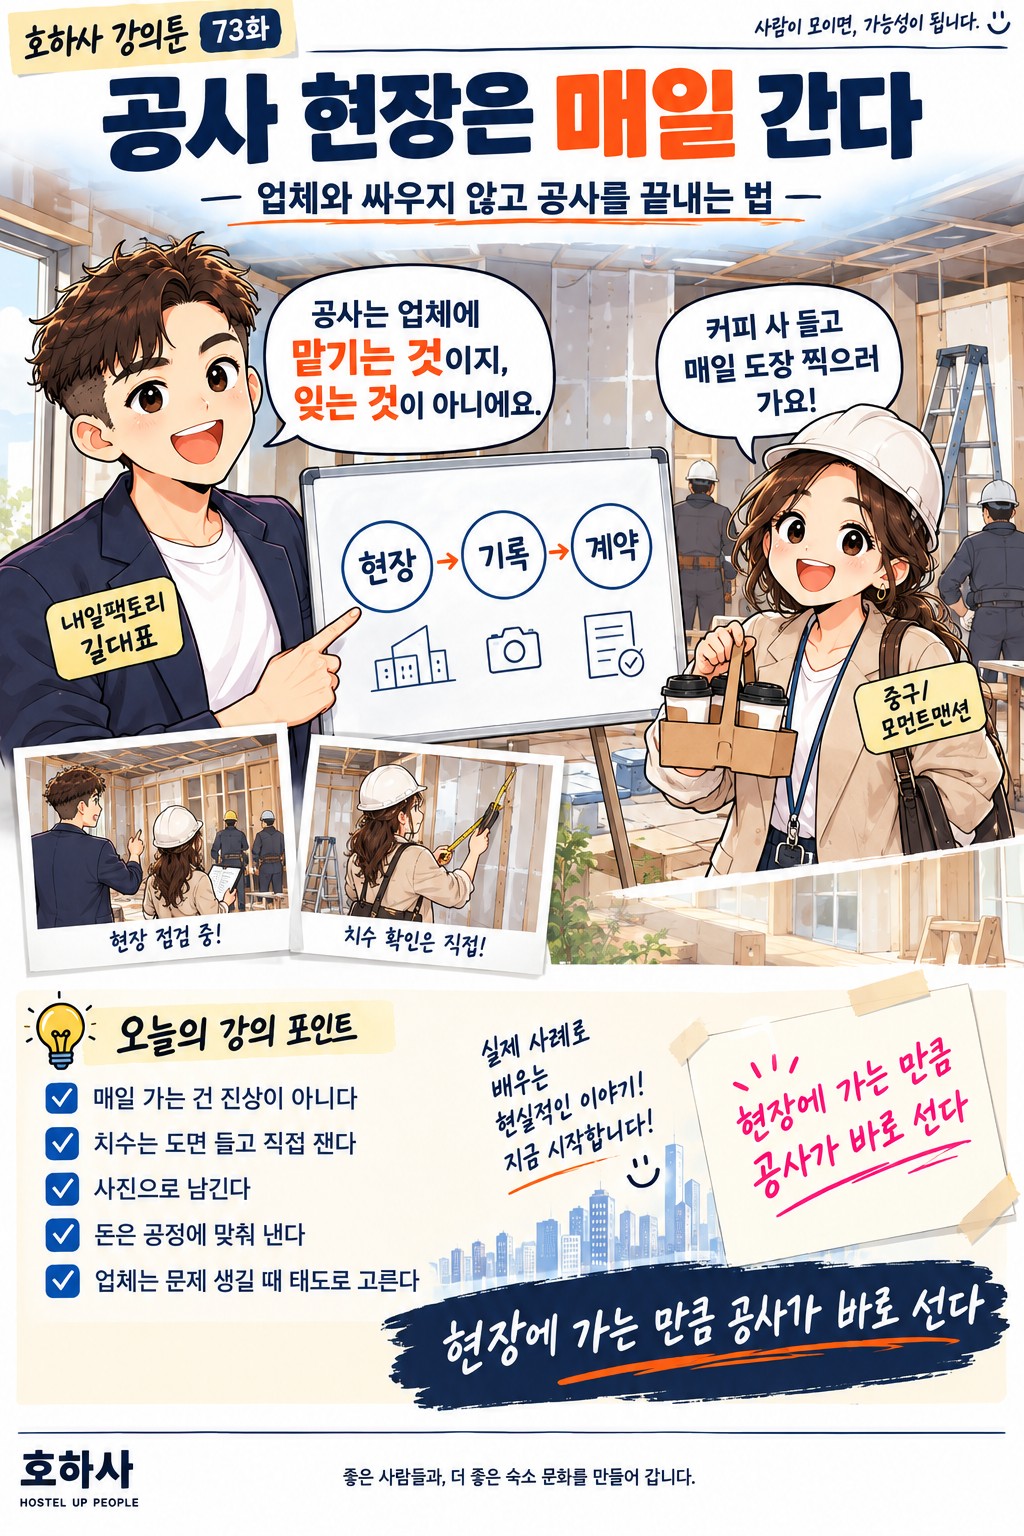 호하사 강의툰 73화
사람이 모이면, 가능성이 됩니다.
공사 현장은 매일 간다
업체와 싸우지 않고 공사를 끝내는 법
공사는 업체에
맡기는 것이지,
잊는 것이 아니에요.
커피 사 들고
매일 도장 찍으러
가요!
현장 → 기록 → 계약
내일팩토리
길대표
중구/
모먼트맨션
현장 점검 중!
치수 확인은 직접!
오늘의 강의 포인트
매일 가는 건 진상이 아니다
치수는 도면 들고 직접 잰다
사진으로 남긴다
돈은 공정에 맞춰 낸다
업체는 문제 생길 때 태도로 고른다
실제 사례로
배우는
현실적인 이야기!
지금 시작합니다!
현장에 가는 만큼
공사가 바로 선다
현장에 가는 만큼 공사가 바로 선다
호하사
HOSTEL UP PEOPLE
좋은 사람들과, 더 좋은 숙소 문화를 만들어 갑니다.